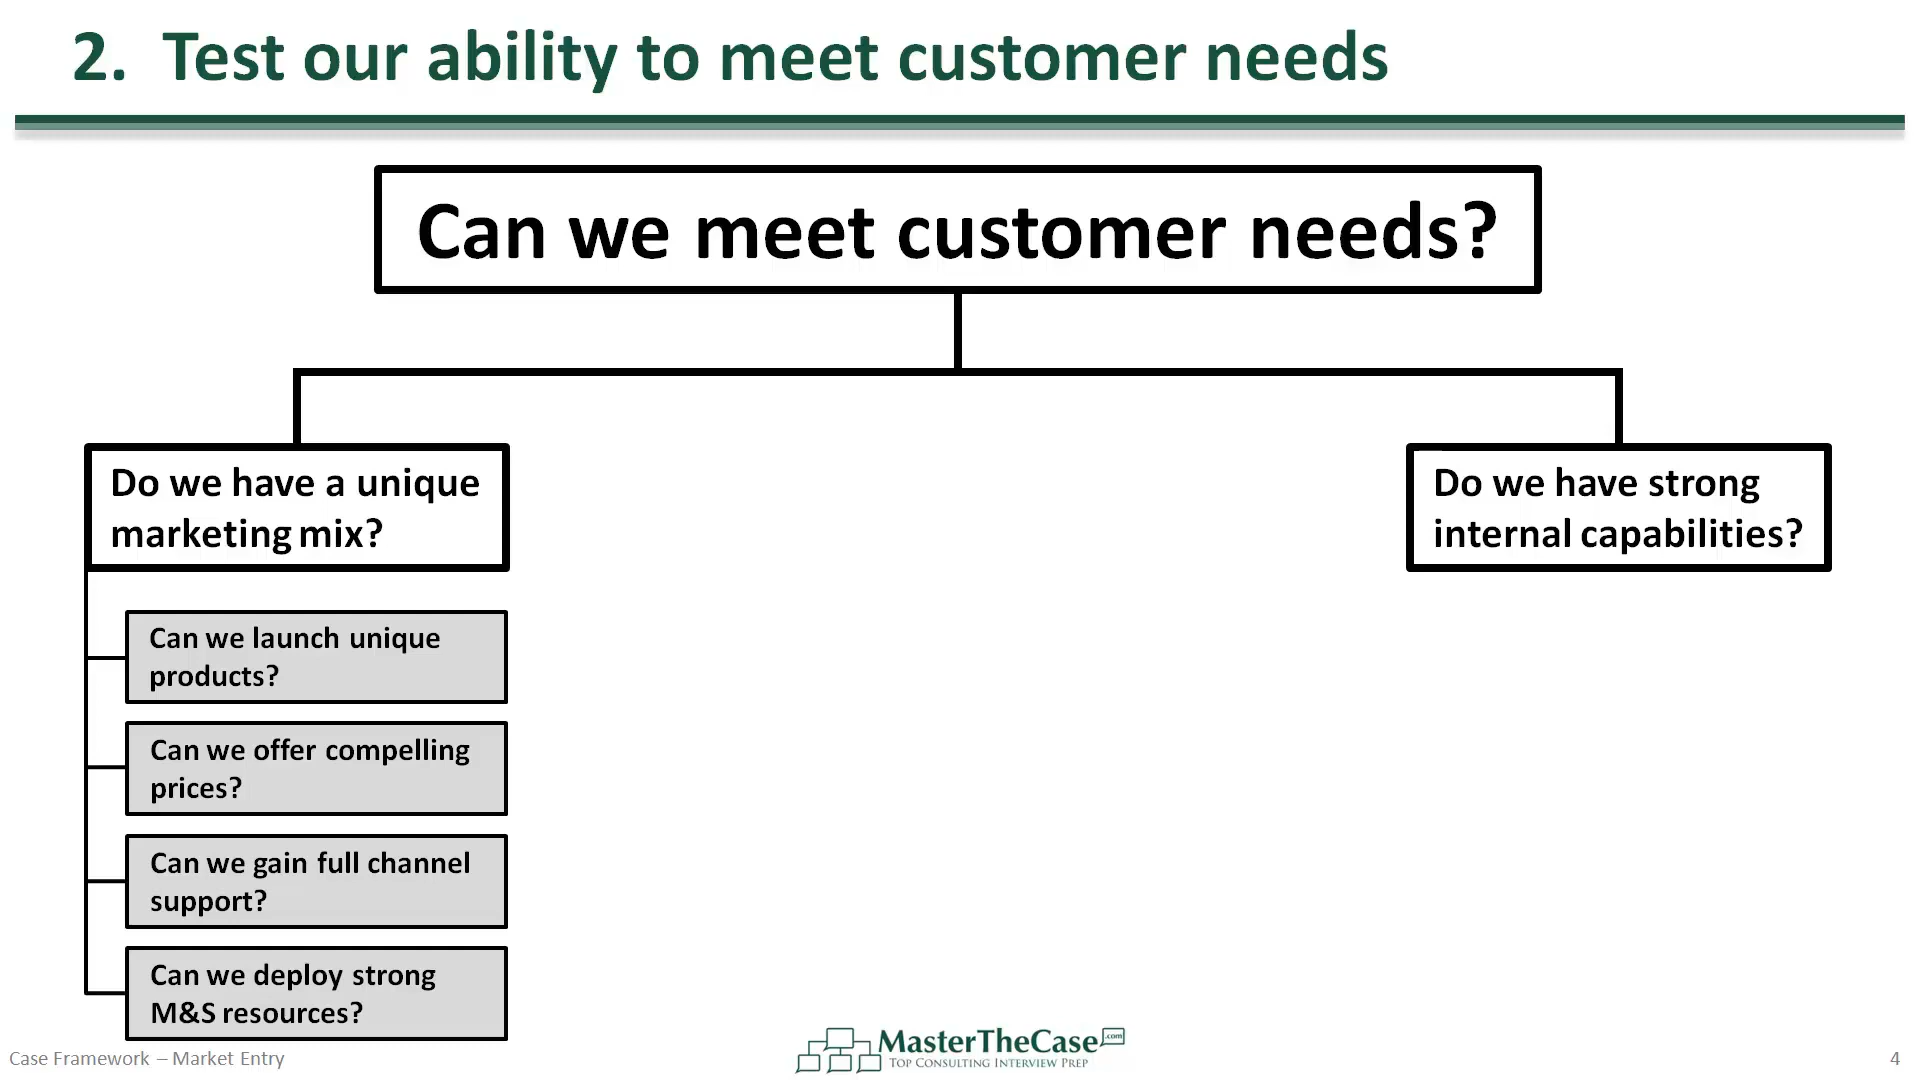 2. Test our ability to meet customer needs
Can we meet customer needs?
Do we have a unique
marketing mix?
Can we launch unique
products?
Can we offer compelling
prices?
Can we gain full channel
support?
Can we deploy strong
M&S resources?
Do we have strong
internal capabilities?
Case Framework – Market Entry
MasterTheCase.com
Top Consulting Interview Prep
4